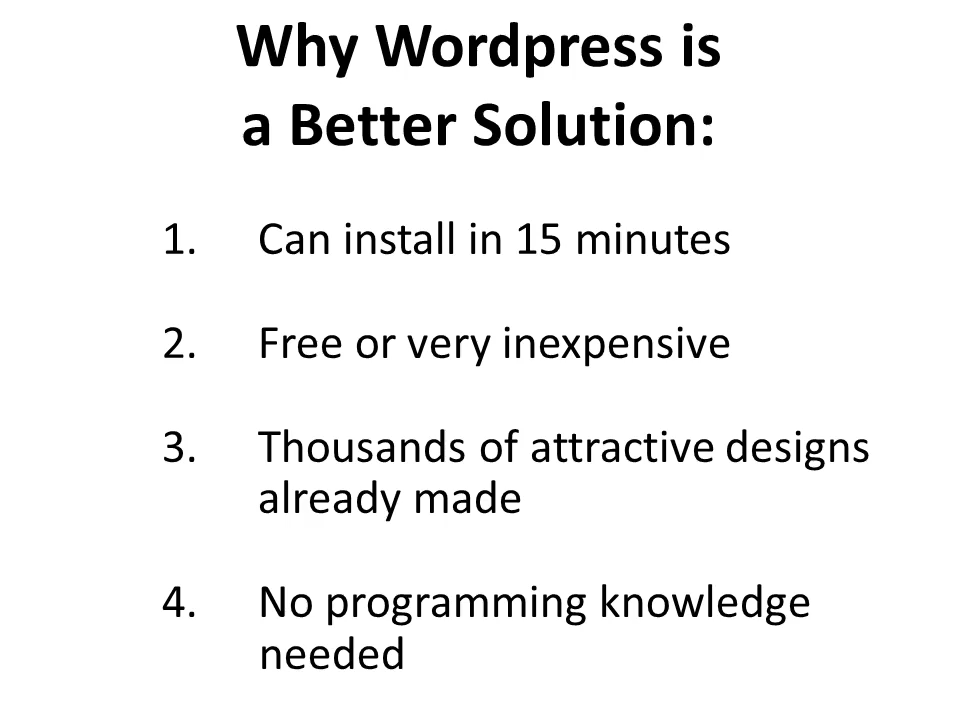 Why Wordpress is
a Better Solution:
1. Can install in 15 minutes
2. Free or very inexpensive
3. Thousands of attractive designs
already made
4. No programming knowledge
needed